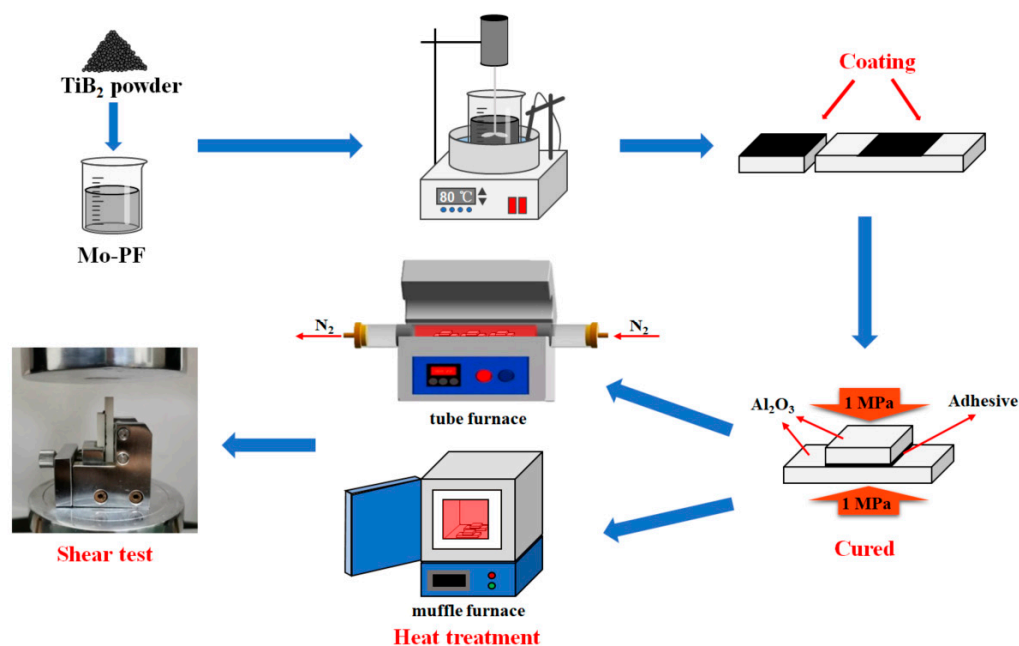 TiB₂ powder
Mo-PF
80 ℃
Coating
Al₂O₃
1 MPa
Adhesive
1 MPa
Cured
N₂
N₂
tube furnace
muffle furnace
Heat treatment
Shear test